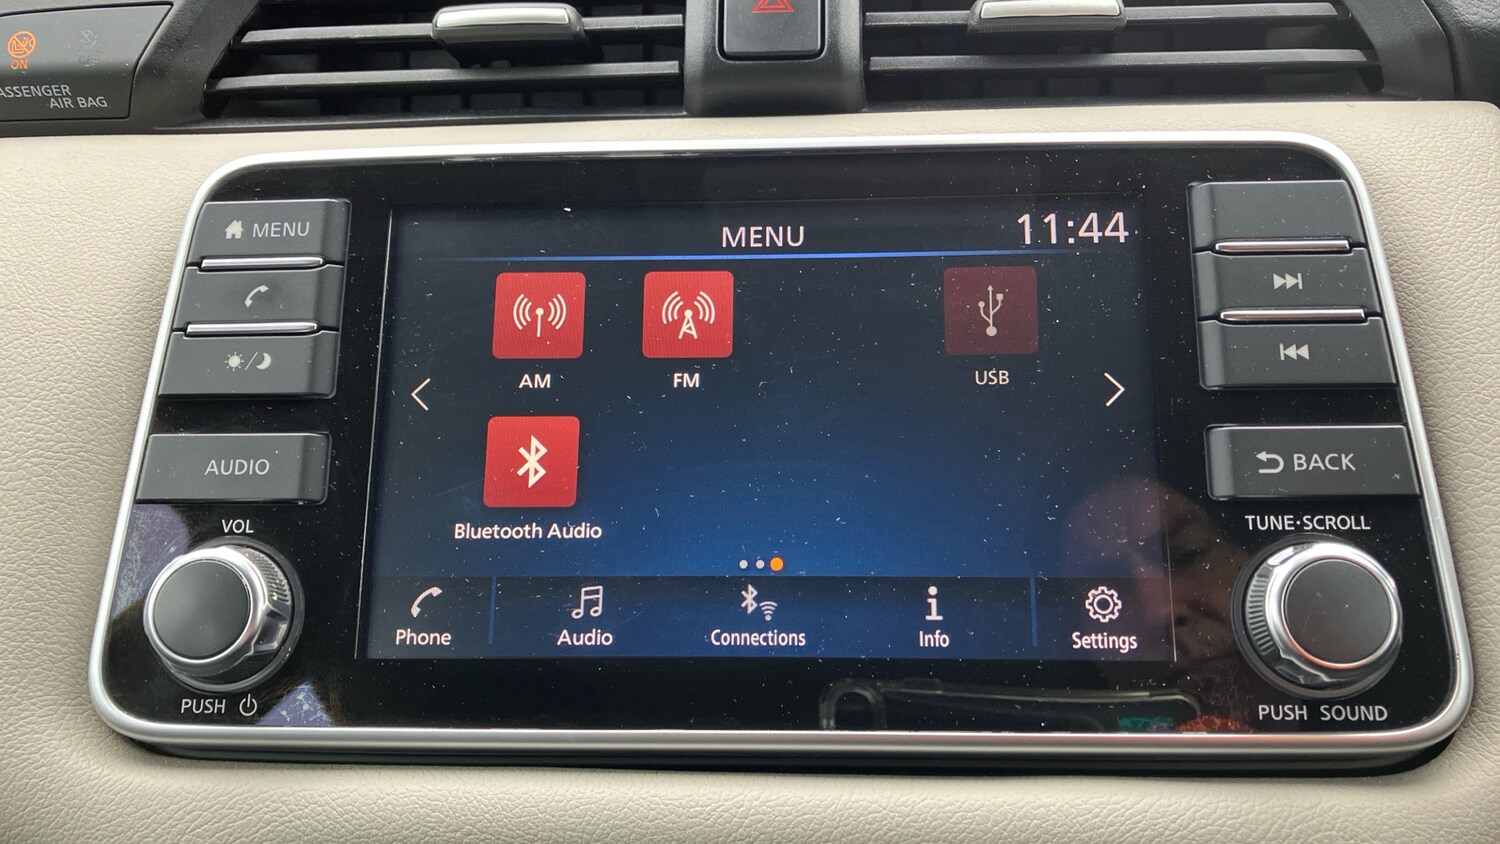 ON
PASSENGER
AIR BAG
MENU
MENU
11:44
AM
FM
USB
Bluetooth Audio
AUDIO
BACK
VOL
TUNE·SCROLL
Phone
Audio
Connections
Info
Settings
PUSH
PUSH SOUND